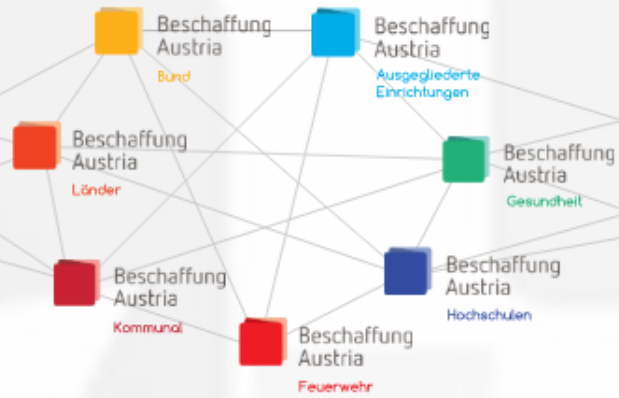 Beschaffung
Austria
Bund
Beschaffung
Austria
Ausgegliederte
Einrichtungen
Beschaffung
Austria
Länder
Beschaffung
Austria
Gesundheit
Beschaffung
Austria
Kommunal
Beschaffung
Austria
Hochschulen
Beschaffung
Austria
Feuerwehr